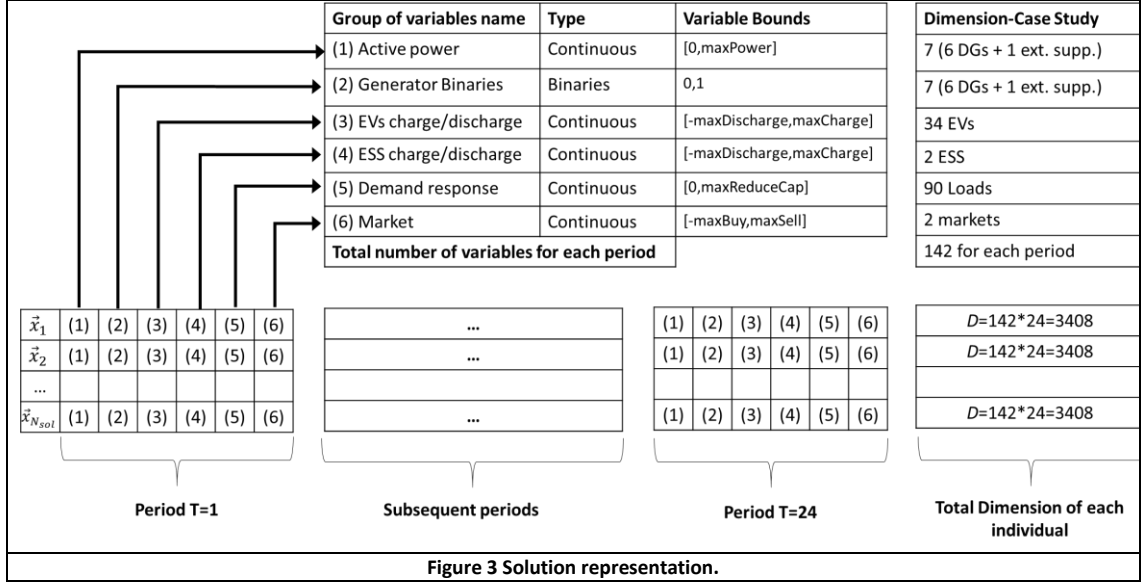 Group of variables name Type Variable Bounds Dimension-Case Study
(1) Active power Continuous [0,maxPower] 7 (6 DGs + 1 ext. supp.)
(2) Generator Binaries Binaries 0,1 7 (6 DGs + 1 ext. supp.)
(3) EVs charge/discharge Continuous [-maxDischarge,maxCharge] 34 EVs
(4) ESS charge/discharge Continuous [-maxDischarge,maxCharge] 2 ESS
(5) Demand response Continuous [0,maxReduceCap] 90 Loads
(6) Market Continuous [-maxBuy,maxSell] 2 markets
Total number of variables for each period 142 for each period
$\vec{x}_1$ (1) (2) (3) (4) (5) (6) ... (1) (2) (3) (4) (5) (6) D=142*24=3408
$\vec{x}_2$ (1) (2) (3) (4) (5) (6) ... (1) (2) (3) (4) (5) (6) D=142*24=3408
...
$\vec{x}_{N_{sol}}$ (1) (2) (3) (4) (5) (6) ... (1) (2) (3) (4) (5) (6) D=142*24=3408
Period T=1 Subsequent periods Period T=24 Total Dimension of each
individual
Figure 3 Solution representation.